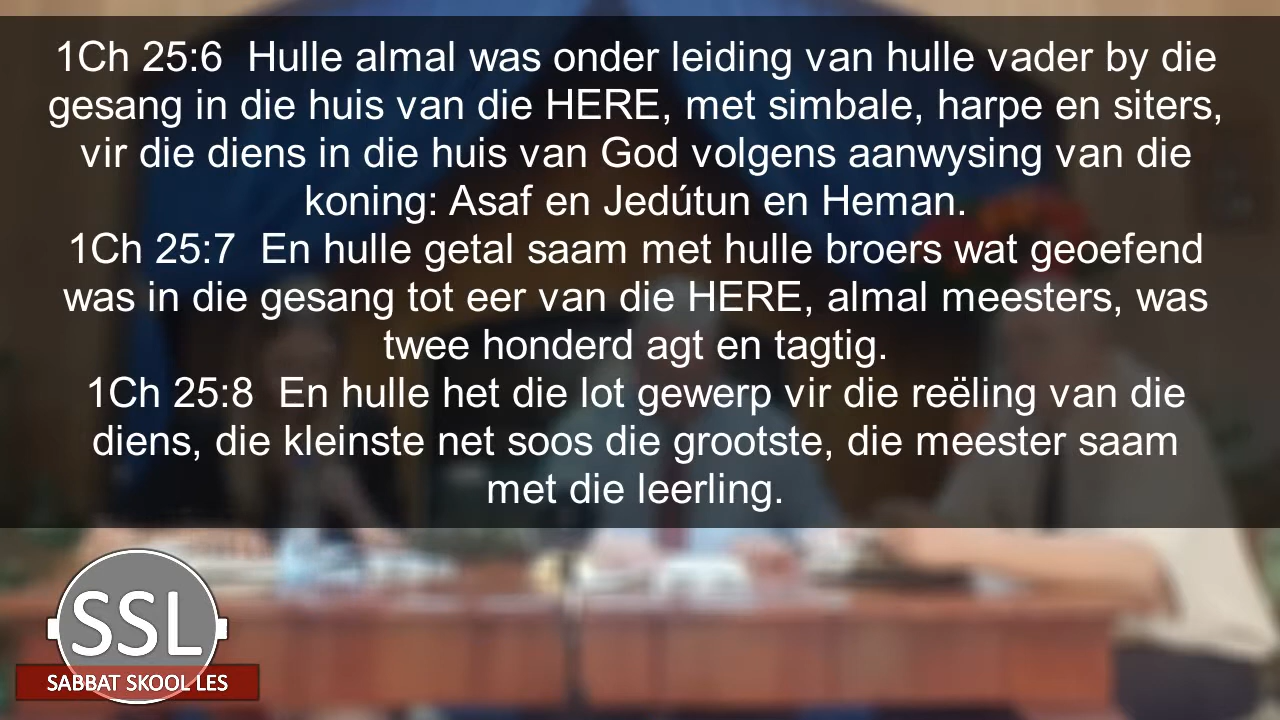 1Ch 25:6  Hulle almal was onder leiding van hulle vader by die
gesang in die huis van die HERE, met simbale, harpe en siters,
vir die diens in die huis van God volgens aanwysing van die
koning: Asaf en Jedútun en Heman.
1Ch 25:7  En hulle getal saam met hulle broers wat geoefend
was in die gesang tot eer van die HERE, almal meesters, was
twee honderd agt en tagtig.
1Ch 25:8  En hulle het die lot gewerp vir die reëling van die
diens, die kleinste net soos die grootste, die meester saam
met die leerling.
SSL
SABBAT SKOOL LES